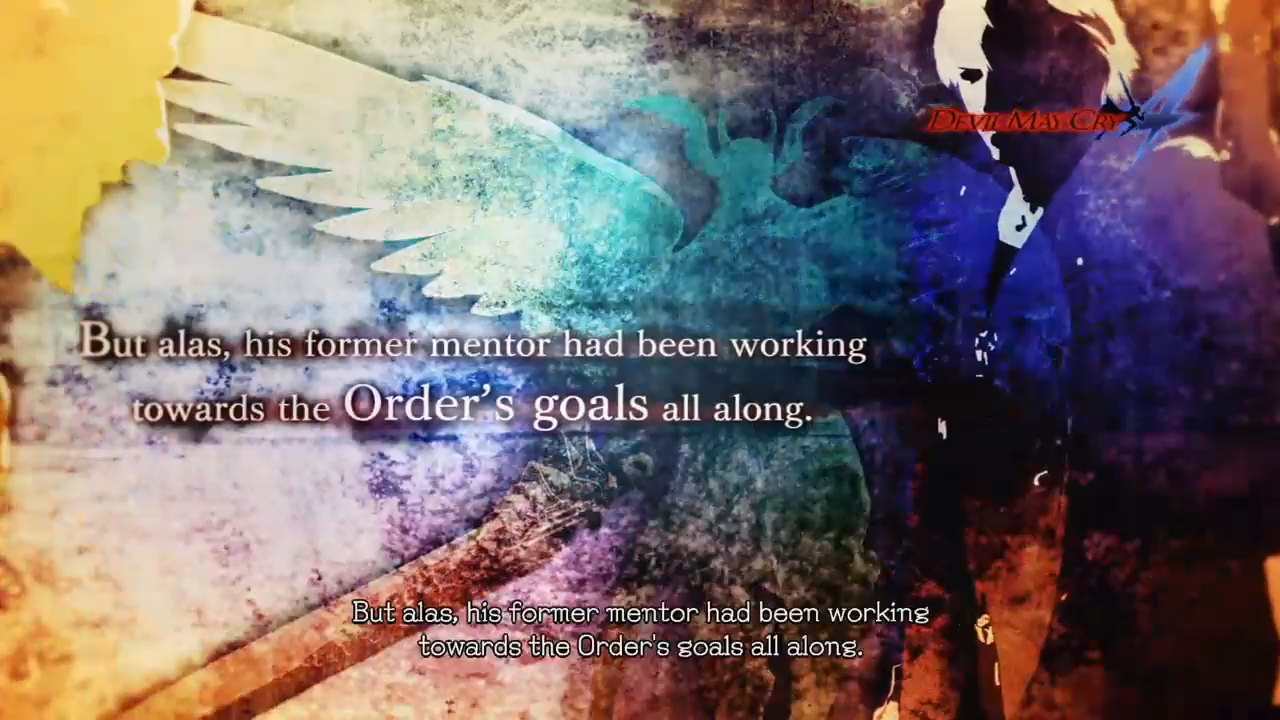 DEVIL MAY CRY 4
But alas, his former mentor had been working
towards the Order's goals all along.
But alas, his former mentor had been working
towards the Order's goals all along.